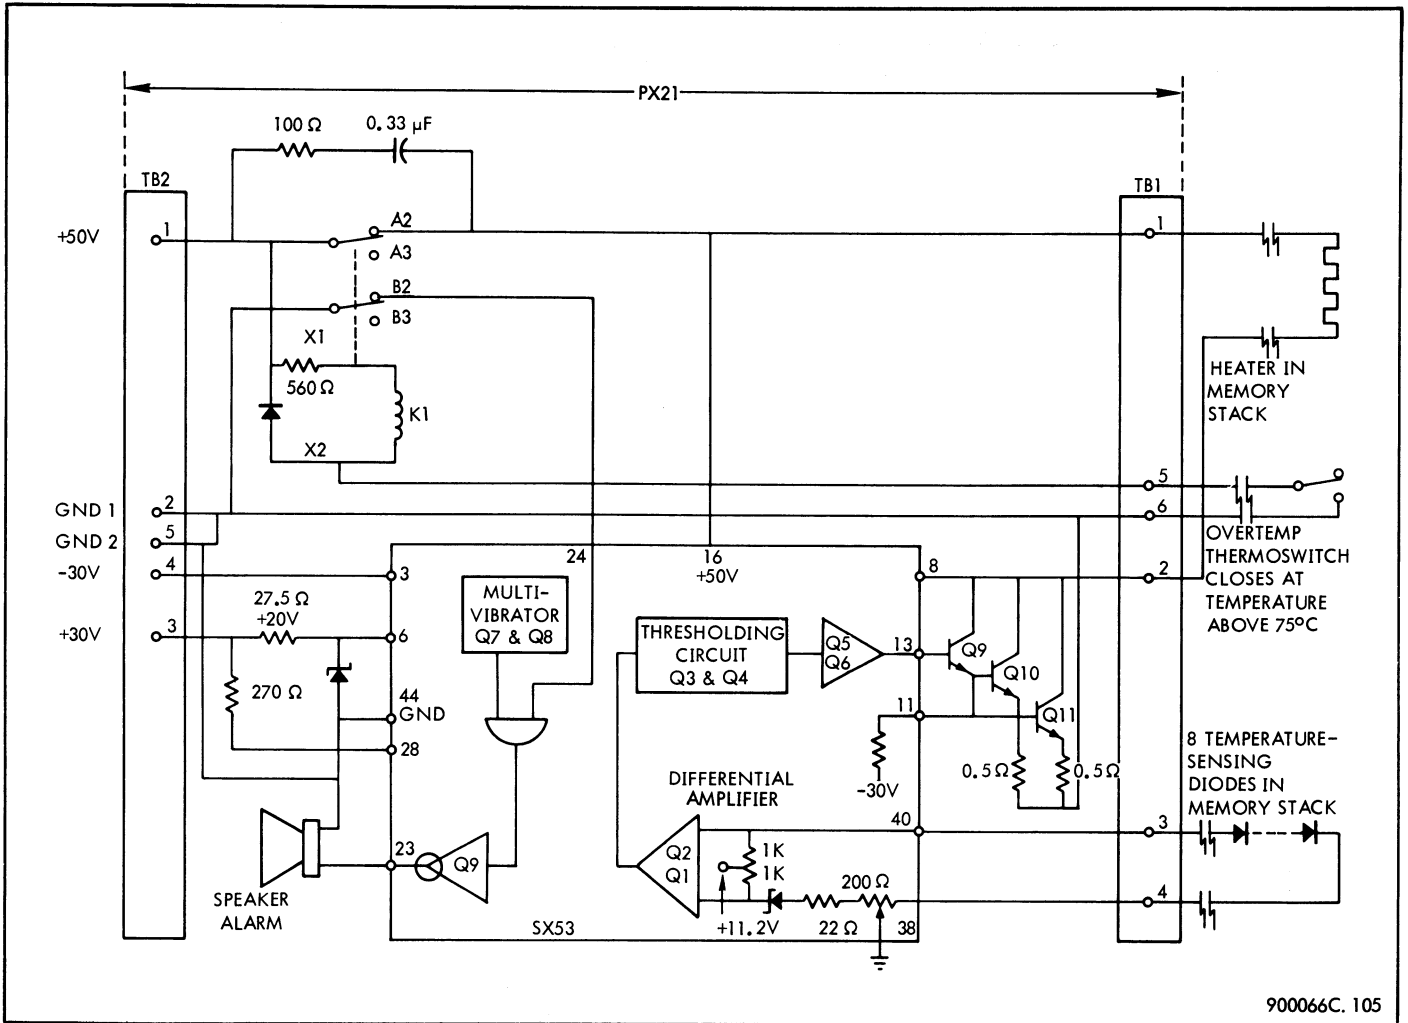 PX21
100 Ω
0.33 µF
TB2
TB1
+50V
1
A2
A3
1
B2
B3
X1
560 Ω
K1
X2
HEATER IN
MEMORY
STACK
5
GND 1
2
6
GND 2
5
OVERTEMP
THERMOSWITCH
CLOSES AT
TEMPERATURE
ABOVE 75°C
-30V
4
3
24
16
+50V
8
2
27.5 Ω
+20V
+30V
3
6
MULTI-
VIBRATOR
Q7 & Q8
THRESHOLDING
CIRCUIT
Q3 & Q4
Q5
Q6
13
Q9
Q10
270 Ω
44
GND
28
11
Q11
-30V
0.5 Ω
0.5 Ω
8 TEMPERATURE-
SENSING
DIODES IN
MEMORY STACK
DIFFERENTIAL
AMPLIFIER
40
3
Q2
Q1
1K
1K
23
Q9
200 Ω
4
SPEAKER
ALARM
SX53
+11.2V
22 Ω
38
900066C. 105